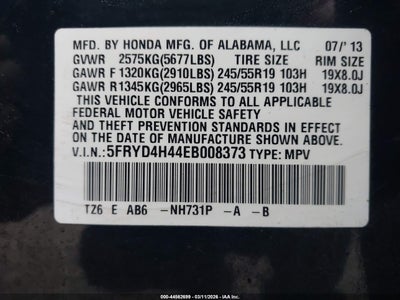 MFD. BY HONDA MFG. OF ALABAMA, LLC 07/'13
GVWR 2575KG(5677LBS) TIRE SIZE RIM SIZE
GAWR F 1320KG(2910LBS) 245/55R19 103H 19X8.0J
GAWR R 1345KG(2965LBS) 245/55R19 103H 19X8.0J
THIS VEHICLE CONFORMS TO ALL APPLICABLE
FEDERAL MOTOR VEHICLE SAFETY STANDARDS IN
EFFECT ON THE DATE OF MANUFACTURE SHOWN ABOVE.
V.I.N: 5FRYD4H44EB008373 TYPE: MPV
TZ6 E AB6 -NH731P -A -B
000-44562699 - 03/11/2026 - IAA Inc.